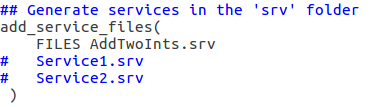 ## Generate services in the 'srv' folder
add_service_files(
    FILES AddTwoInts.srv
#   Service1.srv
#   Service2.srv
 )